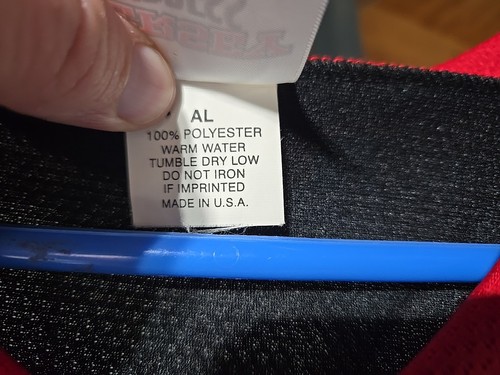 AL
100% POLYESTER
WARM WATER
TUMBLE DRY LOW
DO NOT IRON
IF IMPRINTED
MADE IN U.S.A.